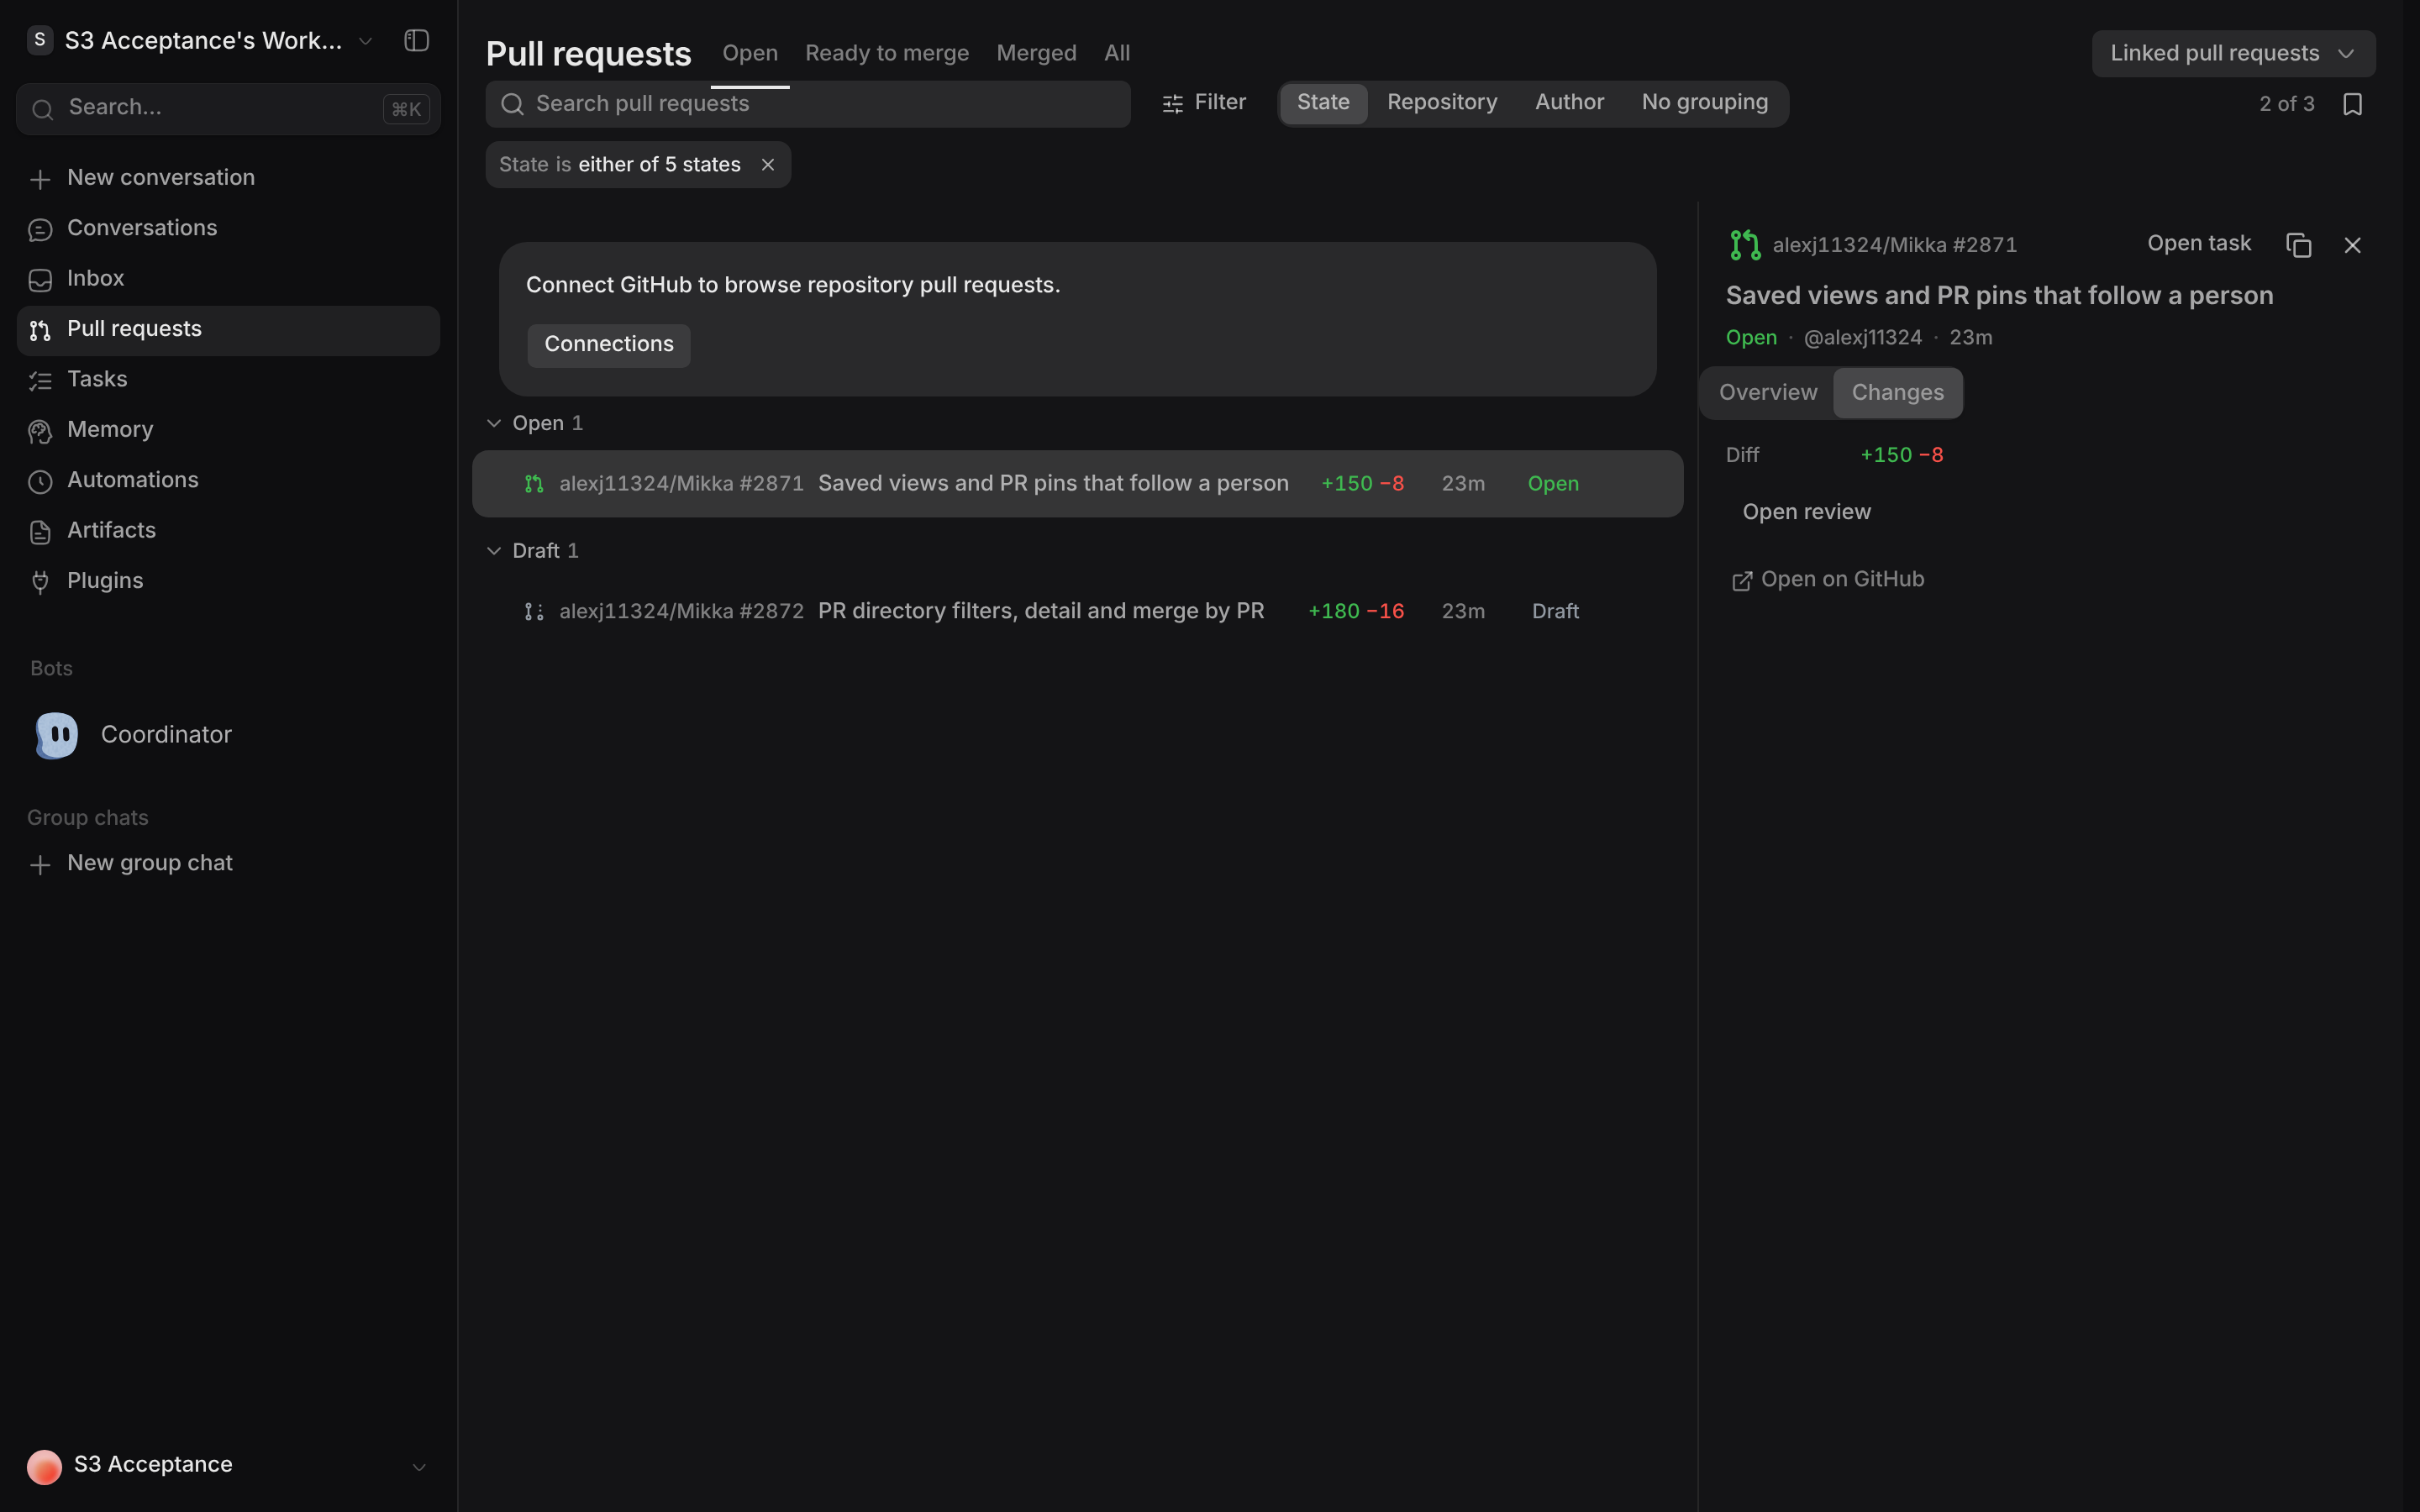 S S3 Acceptance's Work...
Search... ⌘K
New conversation
Conversations
Inbox
Pull requests
Tasks
Memory
Automations
Artifacts
Plugins
Bots
Coordinator
Group chats
New group chat
S3 Acceptance
Pull requests Open Ready to merge Merged All Linked pull requests
Search pull requests Filter State Repository Author No grouping 2 of 3
State is either of 5 states
Connect GitHub to browse repository pull requests.
Connections
Open 1
alexj11324/Mikka #2871 Saved views and PR pins that follow a person +150 −8 23m Open
Draft 1
alexj11324/Mikka #2872 PR directory filters, detail and merge by PR +180 −16 23m Draft
alexj11324/Mikka #2871 Open task
Saved views and PR pins that follow a person
Open · @alexj11324 · 23m
Overview Changes
Diff +150 −8
Open review
Open on GitHub